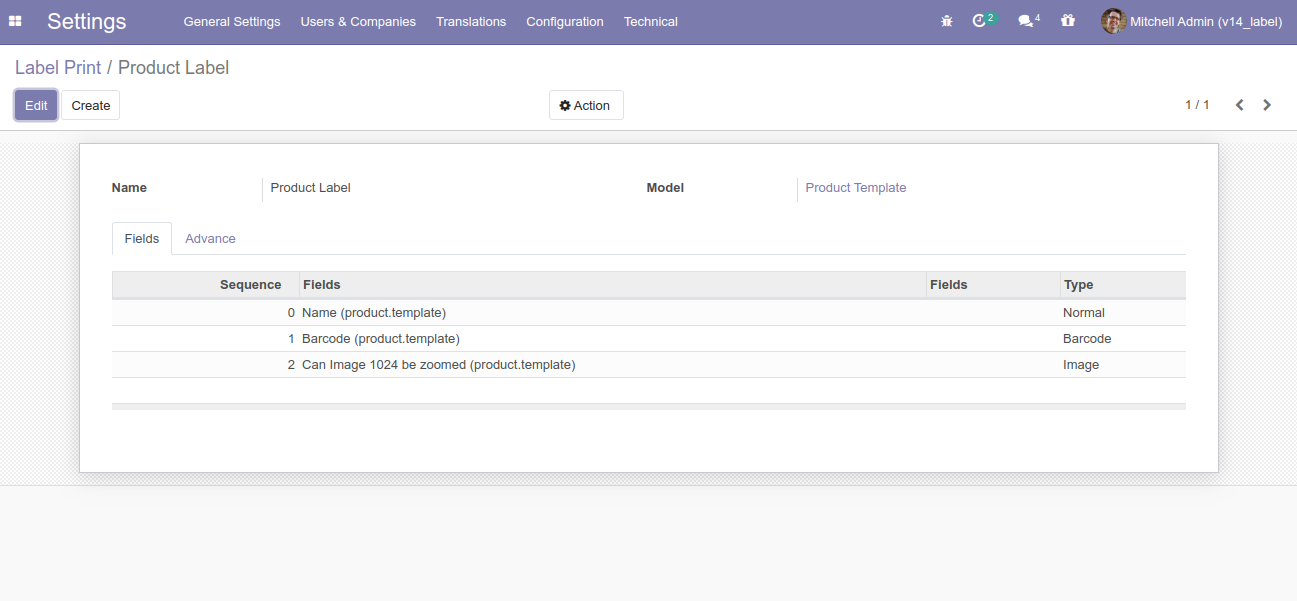 Settings General Settings Users & Companies Translations Configuration Technical 2 4 Mitchell Admin (v14_label)
Label Print / Product Label
Edit Create Action 1 / 1
Name Product Label Model Product Template
Fields Advance
Sequence Fields Fields Type
0 Name (product.template) Normal
1 Barcode (product.template) Barcode
2 Can Image 1024 be zoomed (product.template) Image